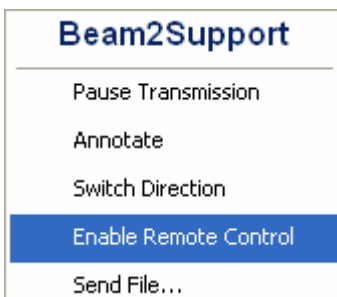 Beam2Support
Pause Transmission
Annotate
Switch Direction
Enable Remote Control
Send File...